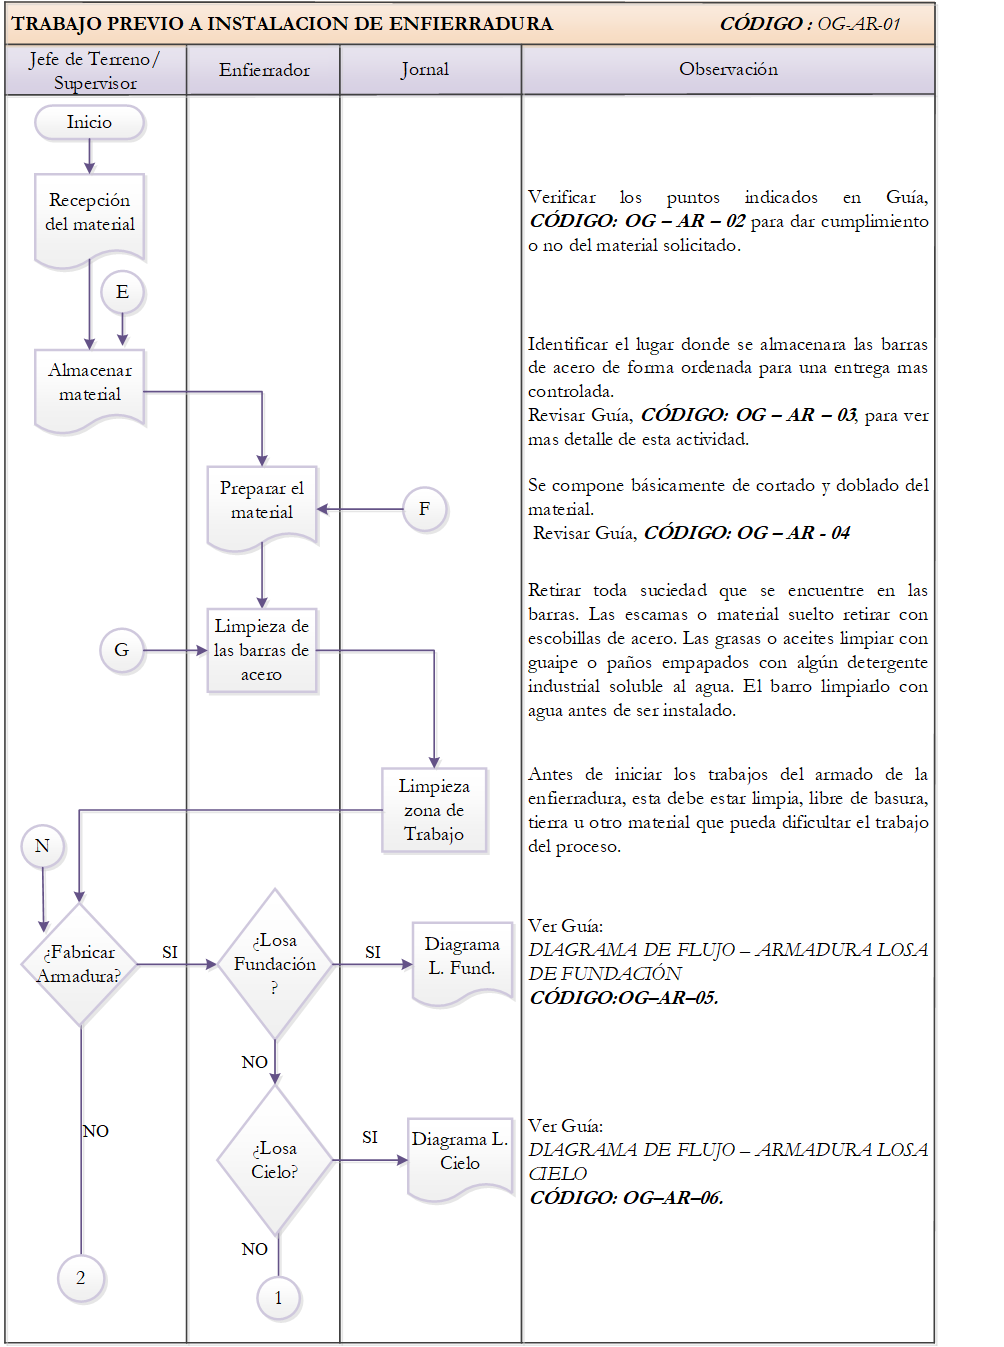 TRABAJO PREVIO A INSTALACION DE ENFIERRADURA CÓDIGO : OG-AR-01
Jefe de Terreno/
Supervisor
Enfierrador
Jornal
Observación
Inicio
Recepción
del material
Verificar los puntos indicados en Guía,
CÓDIGO: OG – AR – 02 para dar cumplimiento
o no del material solicitado.
E
Almacenar
material
Identificar el lugar donde se almacenara las barras
de acero de forma ordenada para una entrega mas
controlada.
Revisar Guía, CÓDIGO: OG – AR – 03, para ver
mas detalle de esta actividad.
Preparar el
material
F
Se compone básicamente de cortado y doblado del
material.
Revisar Guía, CÓDIGO: OG – AR - 04
G
Limpieza de
las barras de
acero
Retirar toda suciedad que se encuentre en las
barras. Las escamas o material suelto retirar con
escobillas de acero. Las grasas o aceites limpiar con
guaipe o paños empapados con algún detergente
industrial soluble al agua. El barro limpiarlo con
agua antes de ser instalado.
Limpieza
zona de
Trabajo
Antes de iniciar los trabajos del armado de la
enfierradura, esta debe estar limpia, libre de basura,
tierra u otro material que pueda dificultar el trabajo
del proceso.
N
¿Fabricar
Armadura?
SI
¿Losa
Fundación
?
SI
Diagrama
L. Fund.
Ver Guía:
DIAGRAMA DE FLUJO – ARMADURA LOSA
DE FUNDACIÓN
CÓDIGO:OG–AR–05.
NO
NO
¿Losa
Cielo?
SI
Diagrama L.
Cielo
Ver Guía:
DIAGRAMA DE FLUJO – ARMADURA LOSA
CIELO
CÓDIGO: OG–AR–06.
NO
2
1